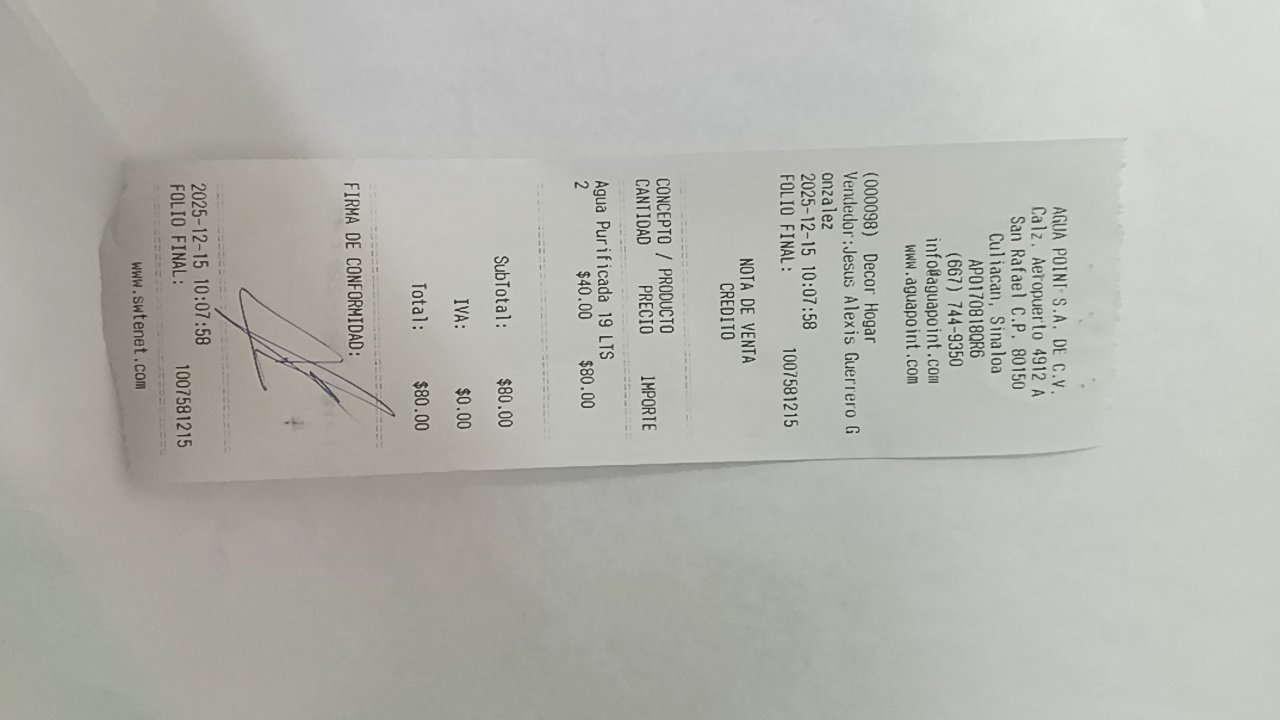 AGUA POINT S.A. DE C.V.
Calz. Aeropuerto 4912 A
San Rafael C.P. 80150
Culiacan, Sinaloa
APO170818QR6
(667) 744-9350
info@aguapoint.com
www.aguapoint.com
(000098) Decor Hogar
Vendedor:Jesus Alexis Guerrero G
onzalez
2025-12-15 10:07:58
FOLIO FINAL: 1007581215
NOTA DE VENTA
CREDITO
CONCEPTO / PRODUCTO
CANTIDAD PRECIO IMPORTE
Agua Purificada 19 LTS
2 $40.00 $80.00
SubTotal: $80.00
IVA: $0.00
Total: $80.00
FIRMA DE CONFORMIDAD:
2025-12-15 10:07:58
FOLIO FINAL: 1007581215
www.swtenet.com